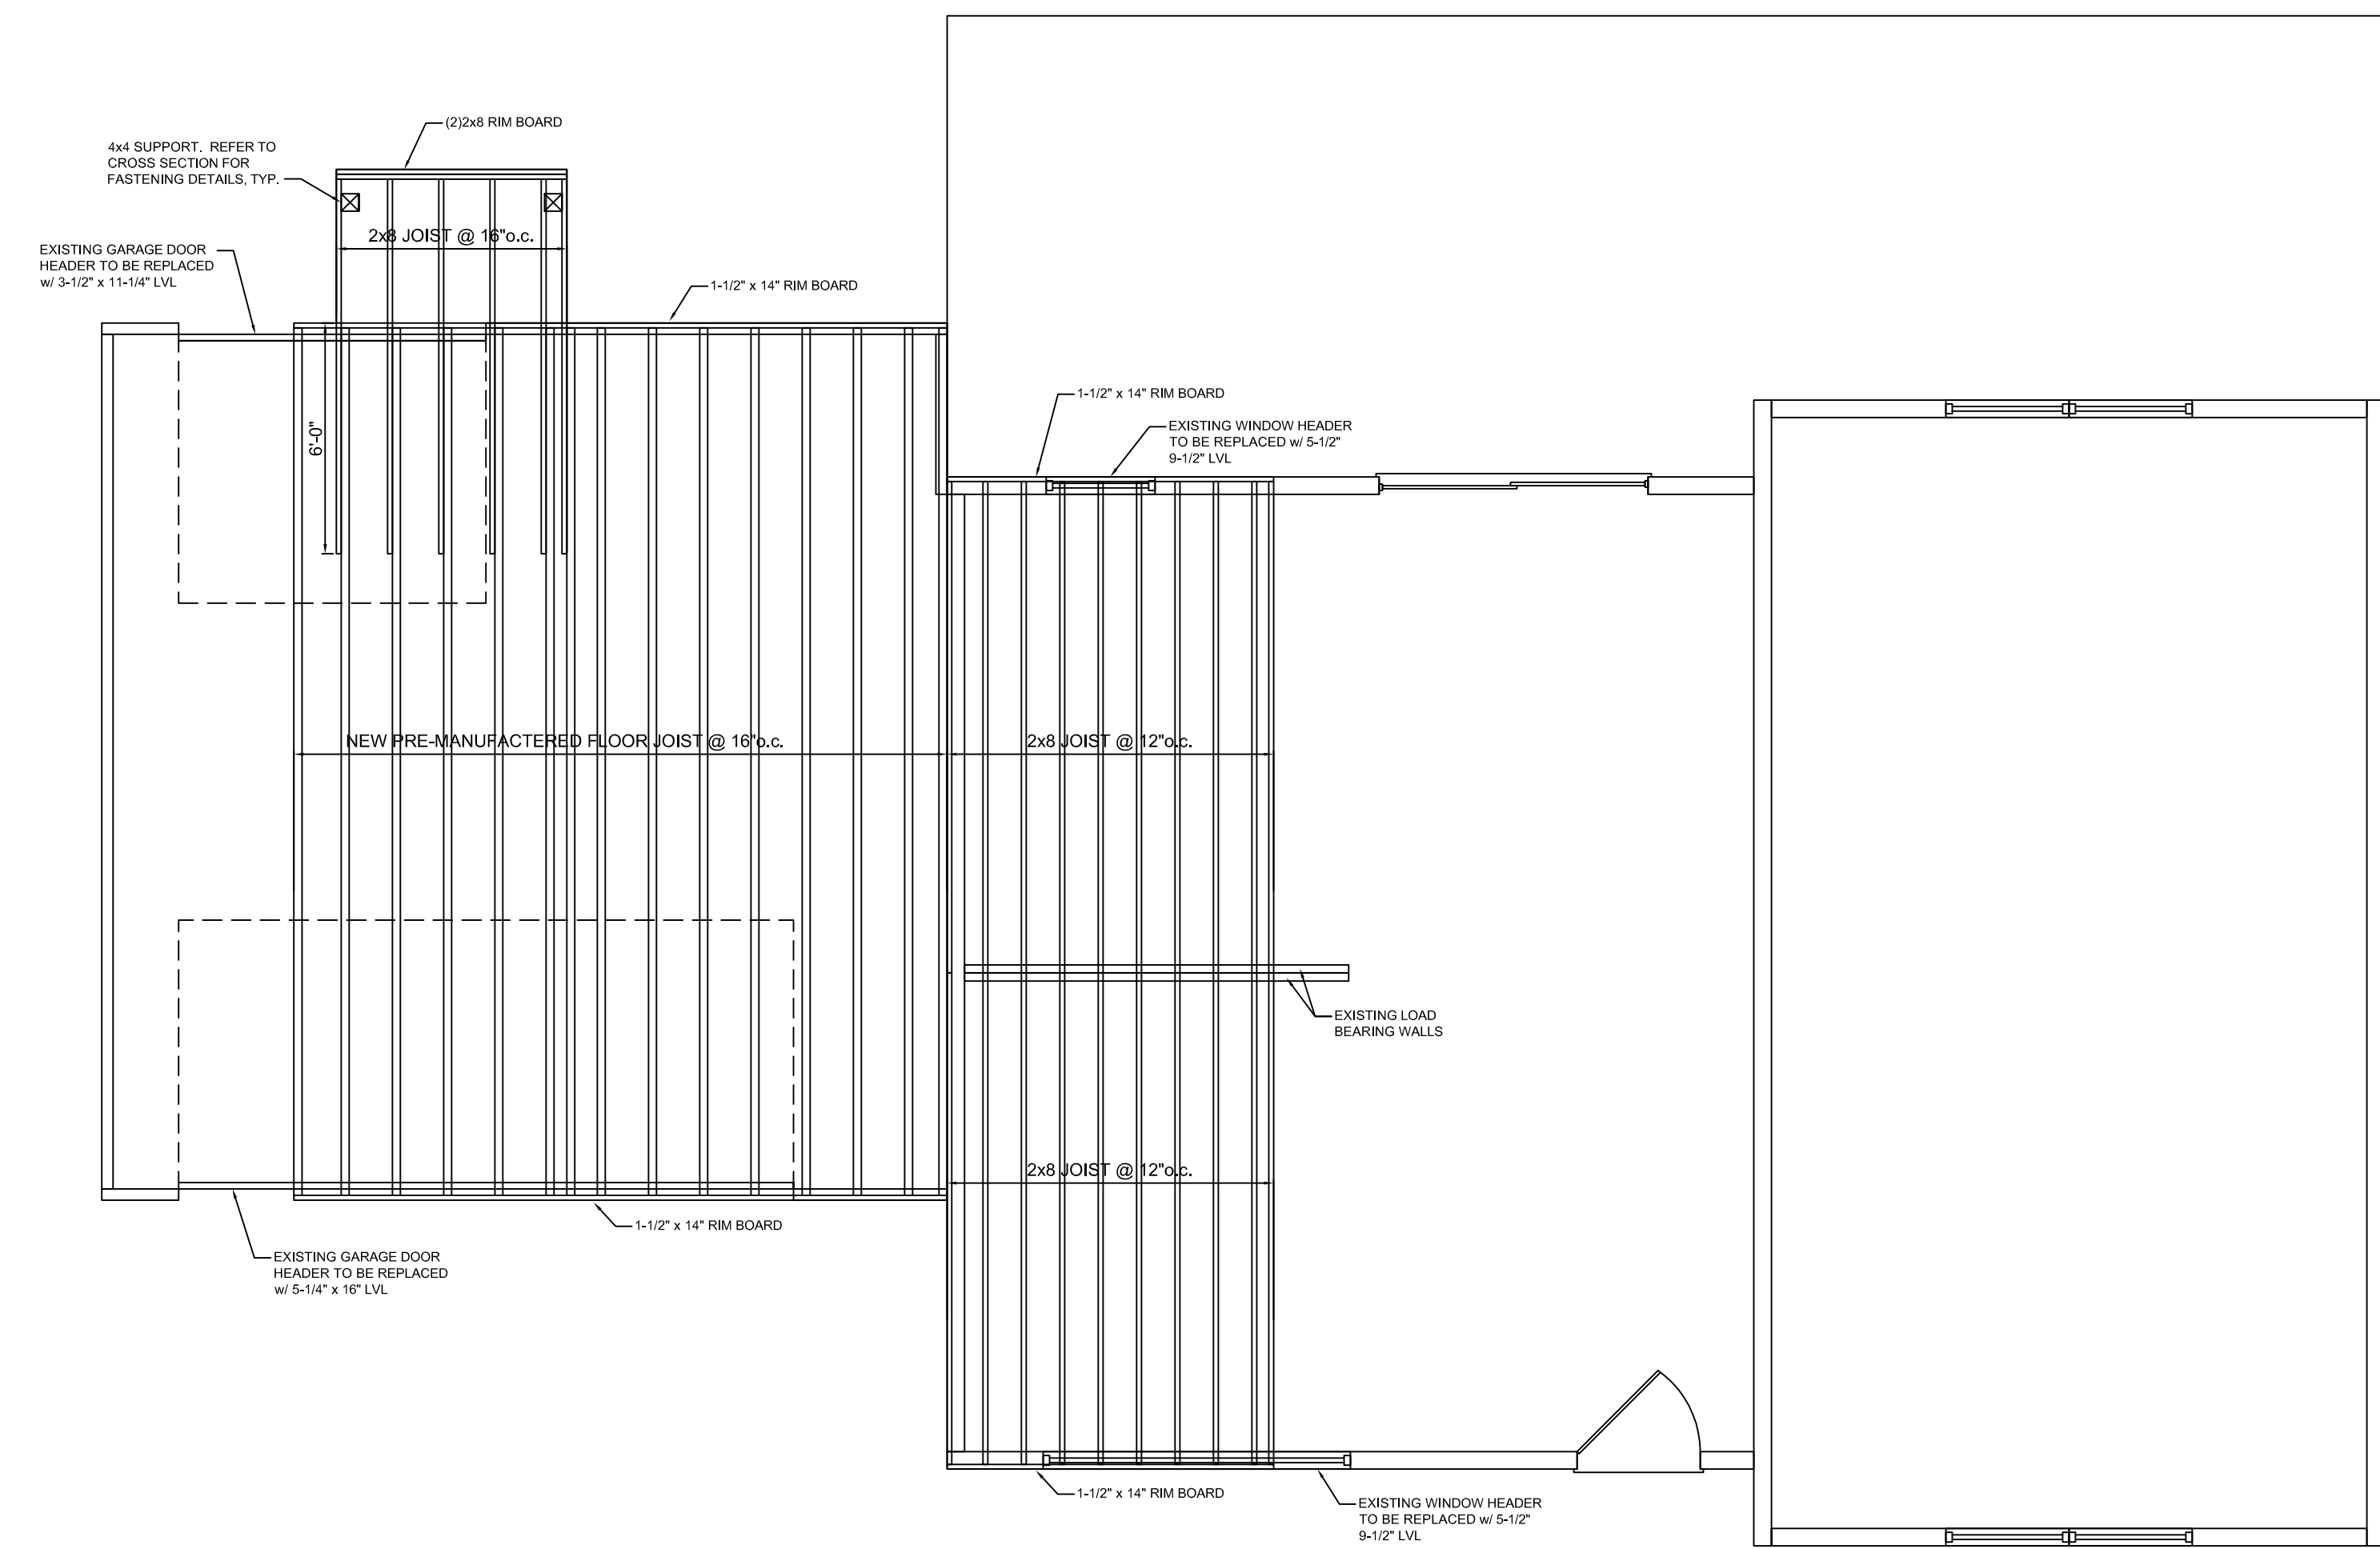 (2)2x8 RIM BOARD
4x4 SUPPORT.  REFER TO
CROSS SECTION FOR
FASTENING DETAILS, TYP.
2x8 JOIST @ 16"o.c.
EXISTING GARAGE DOOR
HEADER TO BE REPLACED
w/ 3-1/2" x 11-1/4" LVL
1-1/2" x 14" RIM BOARD
1-1/2" x 14" RIM BOARD
EXISTING WINDOW HEADER
TO BE REPLACED w/ 5-1/2"
9-1/2" LVL
6'-0"
NEW PRE-MANUFACTERED FLOOR JOIST @ 16"o.c.
2x8 JOIST @ 12"o.c.
EXISTING LOAD
BEARING WALLS
2x8 JOIST @ 12"o.c.
1-1/2" x 14" RIM BOARD
EXISTING GARAGE DOOR
HEADER TO BE REPLACED
w/ 5-1/4" x 16" LVL
1-1/2" x 14" RIM BOARD
EXISTING WINDOW HEADER
TO BE REPLACED w/ 5-1/2"
9-1/2" LVL